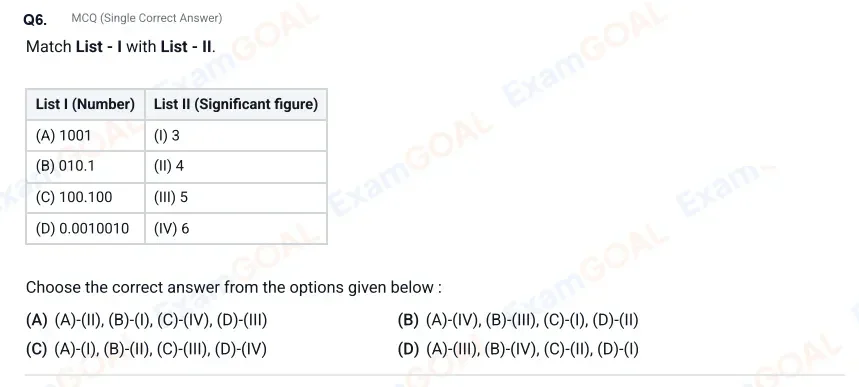 Q6. MCQ (Single Correct Answer)
Match List - I with List - II.
List I (Number) List II (Significant figure)
(A) 1001 (I) 3
(B) 010.1 (II) 4
(C) 100.100 (III) 5
(D) 0.0010010 (IV) 6
Choose the correct answer from the options given below :
(A) (A)-(II), (B)-(I), (C)-(IV), (D)-(III) (B) (A)-(IV), (B)-(III), (C)-(I), (D)-(II)
(C) (A)-(I), (B)-(II), (C)-(III), (D)-(IV) (D) (A)-(III), (B)-(IV), (C)-(II), (D)-(I)
ExamGOAL
ExamGOAL